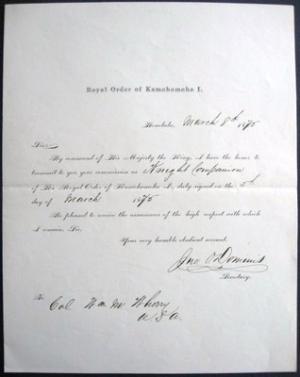 Royal Order of Kamehameha I.
Honolulu, March 8th 1875
Sir:
By command of His Majesty the King, I have the honor to
transmit to you your commission as Knight Companion
of His Royal Order of Kamehameha I., duly signed on the 5th
day of March 1875
Be pleased to receive the assurance of the high respect with which
I remain, Sir,
Your very humble obedient servant,
Jno O Dominis
Secretary.
To
Col Wm M Wherry
U S A